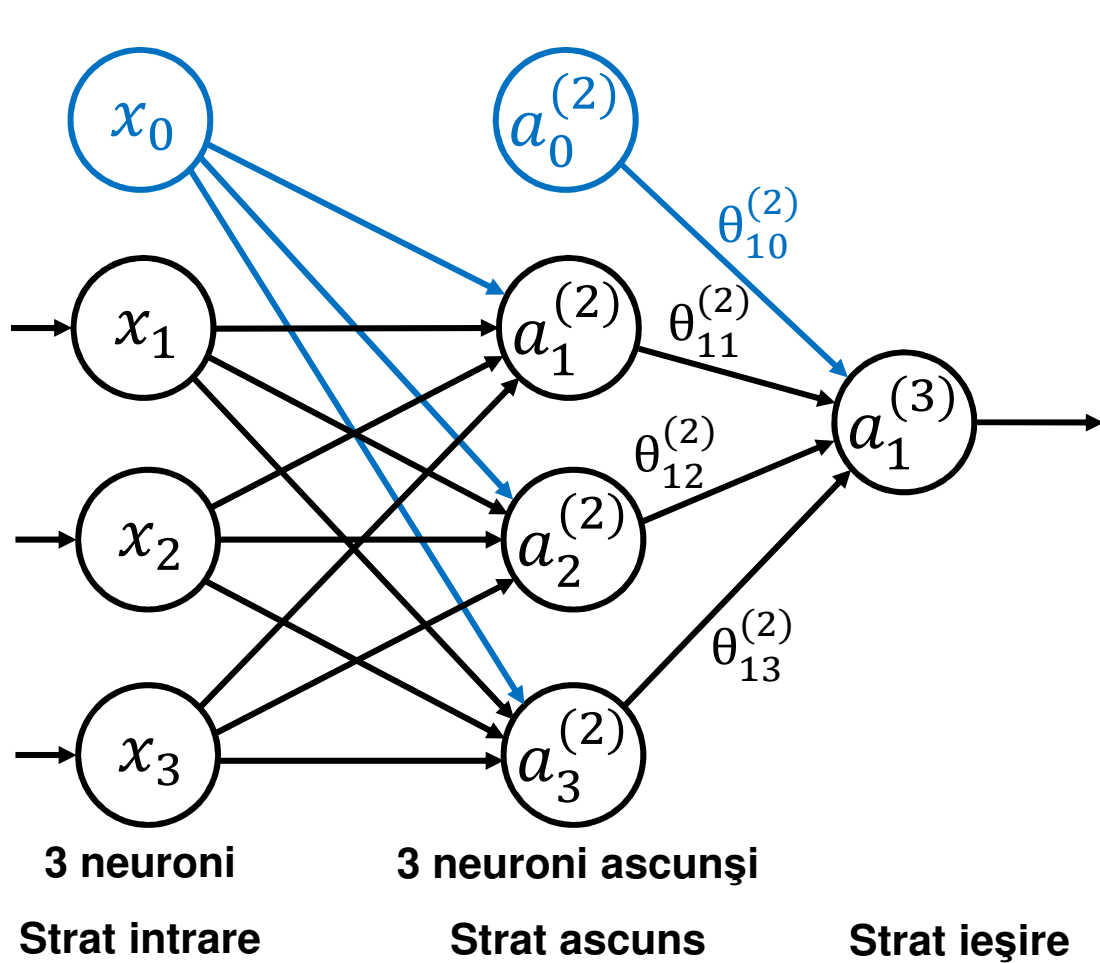 x₀
a₀⁽²⁾
θ₁₀⁽²⁾
x₁
a₁⁽²⁾
θ₁₁⁽²⁾
a₁⁽³⁾
x₂
a₂⁽²⁾
θ₁₂⁽²⁾
θ₁₃⁽²⁾
x₃
a₃⁽²⁾
3 neuroni
3 neuroni ascunşi
Strat intrare
Strat ascuns
Strat ieşire